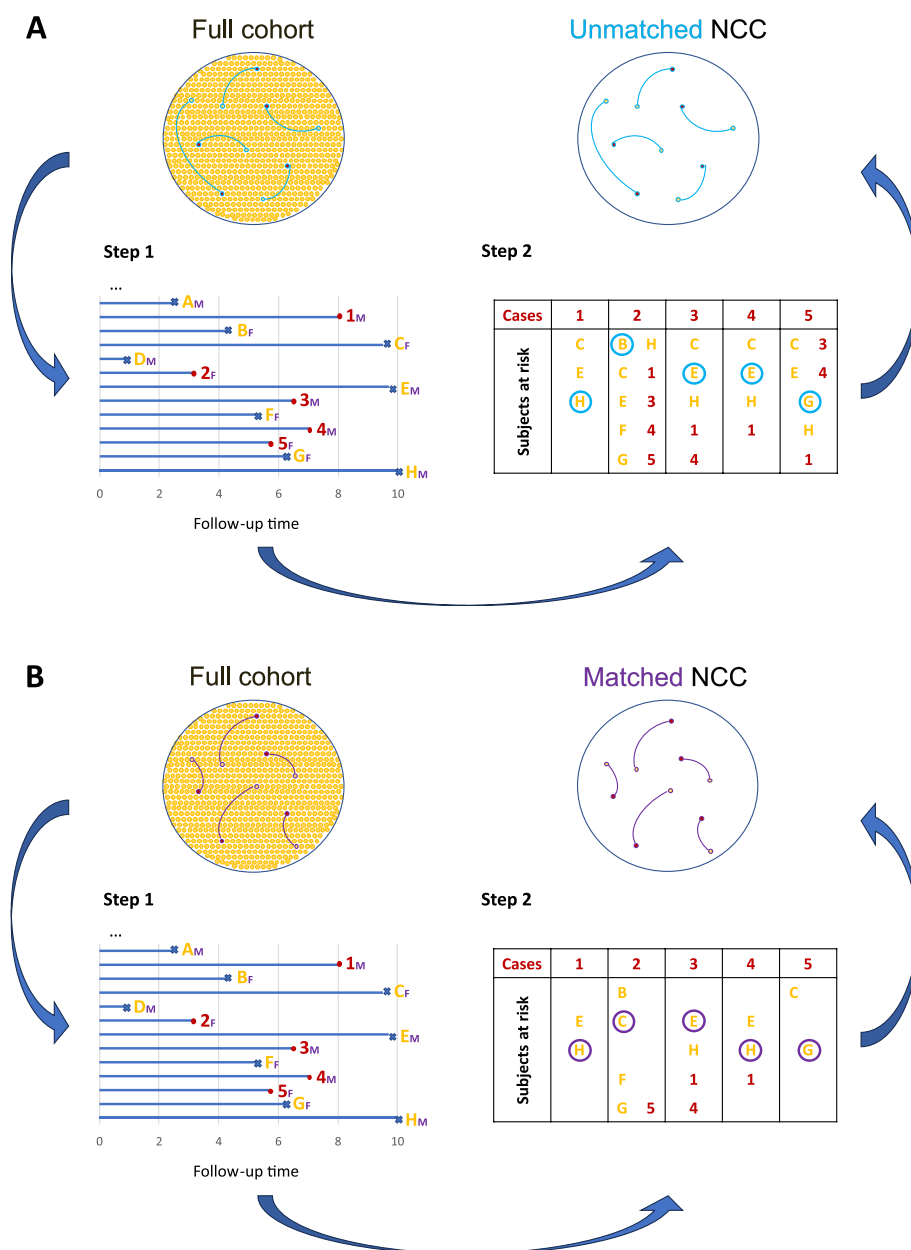 A
Full cohort
Unmatched NCC
Step 1
Step 2
...
AM
1M
BF
CF
DM
2F
EM
3M
FF
4M
5F
GF
HM
0 2 4 6 8 10
Follow-up time
Cases 1 2 3 4 5
Subjects at risk
C B H C C C 3
E C 1 E E E 4
H E 3 H H G
F 4 1 1 H
G 5 4 1
B
Full cohort
Matched NCC
Step 1
Step 2
...
AM
1M
BF
CF
DM
2F
EM
3M
FF
4M
5F
GF
HM
0 2 4 6 8 10
Follow-up time
Cases 1 2 3 4 5
Subjects at risk
B C
E C E E
H H H G
F 1 1
G 5 4